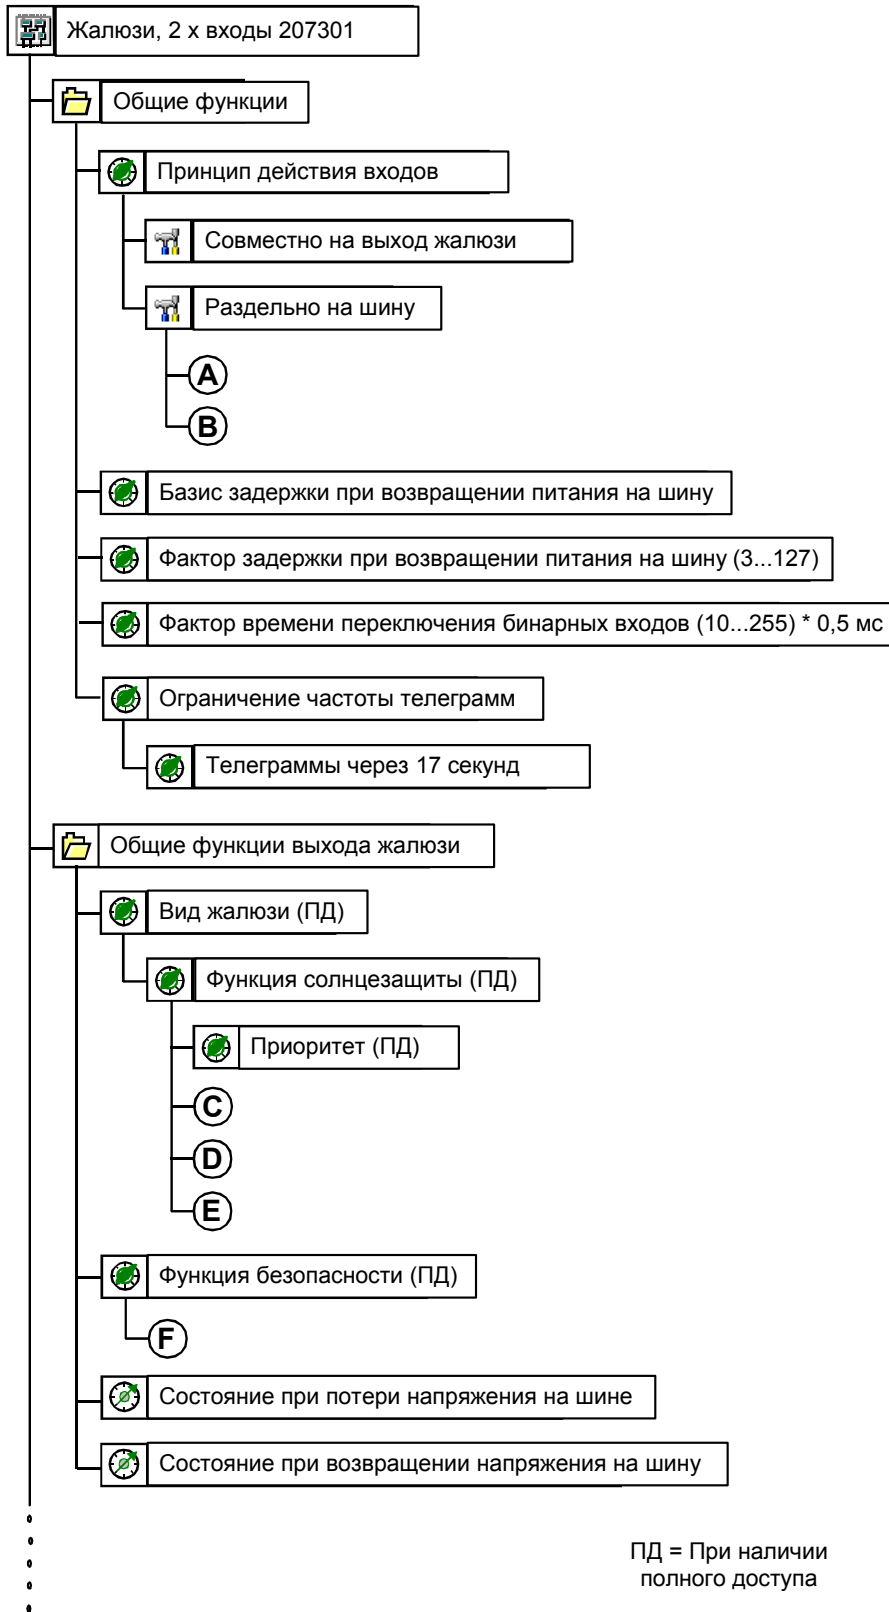 Жалюзи, 2 х входы 207301
Общие функции
Принцип действия входов
Совместно на выход жалюзи
Раздельно на шину
A
B
Базис задержки при возвращении питания на шину
Фактор задержки при возвращении питания на шину (3...127)
Фактор времени переключения бинарных входов (10...255) * 0,5 мс
Ограничение частоты телеграмм
Телеграммы через 17 секунд
Общие функции выхода жалюзи
Вид жалюзи (ПД)
Функция солнцезащиты (ПД)
Приоритет (ПД)
C
D
E
Функция безопасности (ПД)
F
Состояние при потери напряжения на шине
Состояние при возвращении напряжения на шину
ПД = При наличии
полного доступа